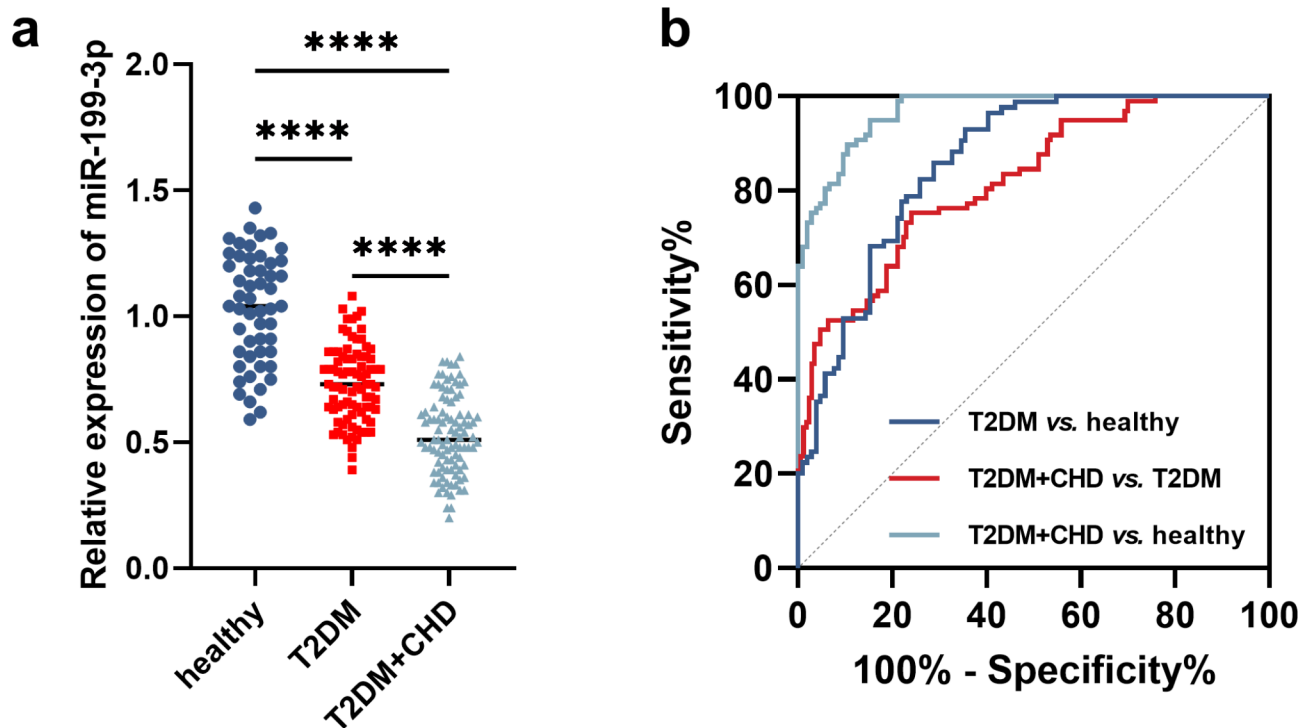 a
Relative expression of miR-199-3p
2.0
1.5
1.0
0.5
0.0
****
****
****
healthy
T2DM
T2DM+CHD
b
Sensitivity%
100
80
60
40
20
0
T2DM vs. healthy
T2DM+CHD vs. T2DM
T2DM+CHD vs. healthy
0 20 40 60 80 100
100% - Specificity%